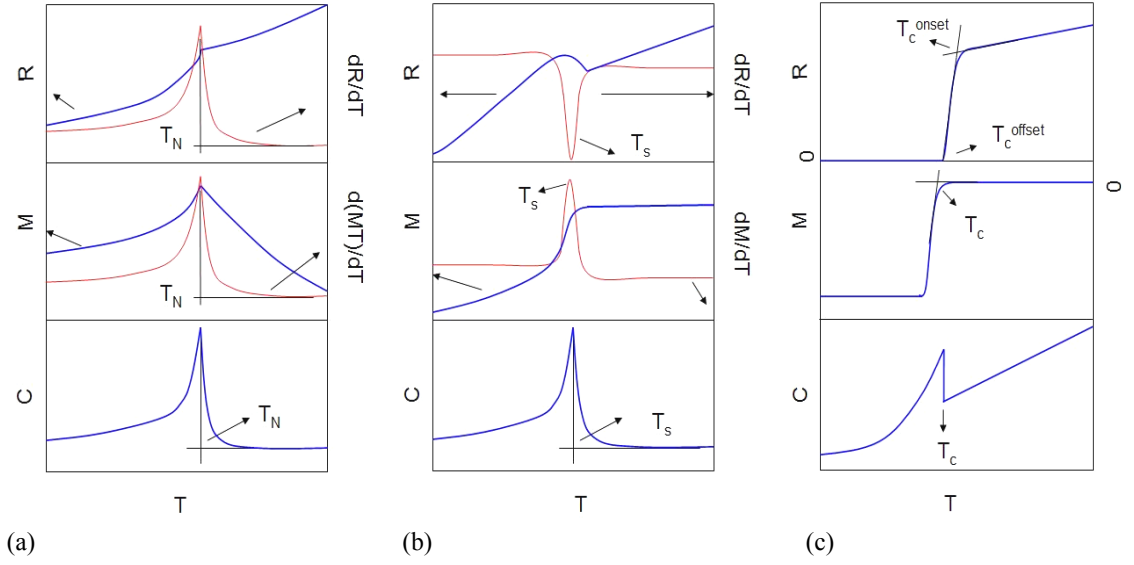 R
T_N
dR/dT
M
T_N
d(MT)/dT
C
T_N
T
(a)
R
T_s
dR/dT
M
T_s
dM/dT
C
T_s
T
(b)
R
0
T_c^onset
T_c^offset
M
T_c
0
C
T_c
T
(c)